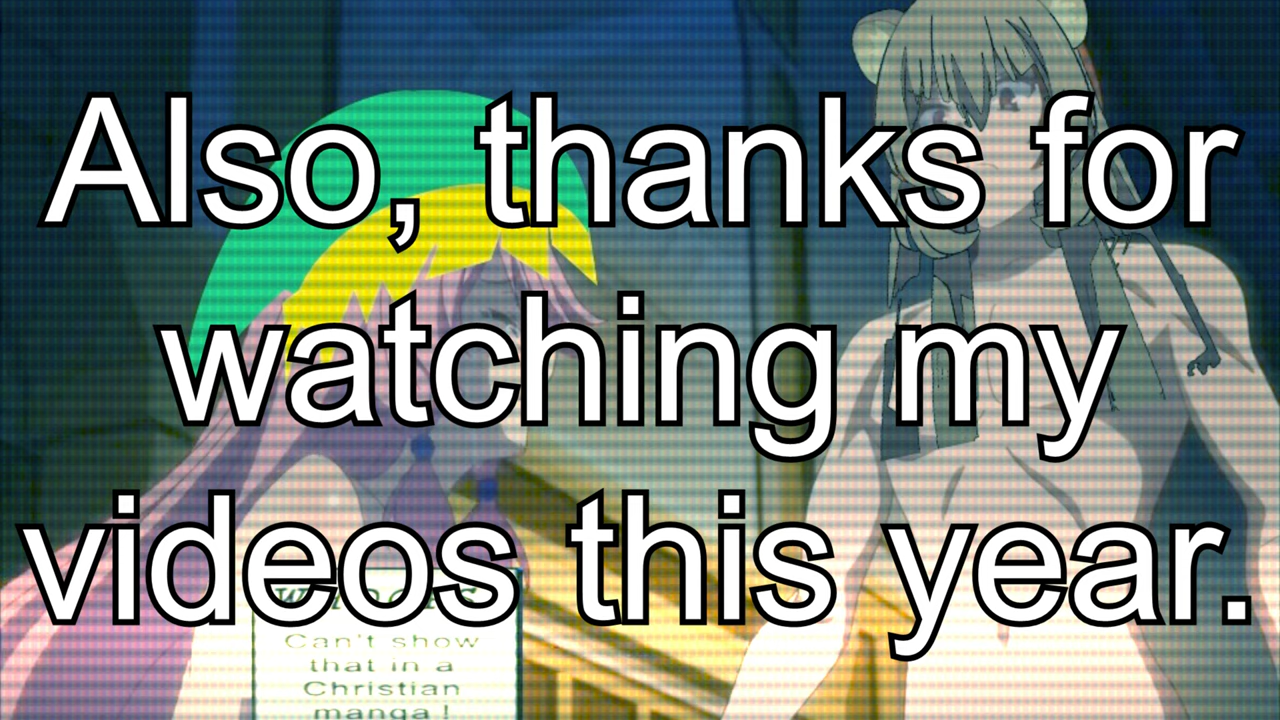 Also, thanks for
watching my
videos this year.
Can't show
that in a
Christian
manga!